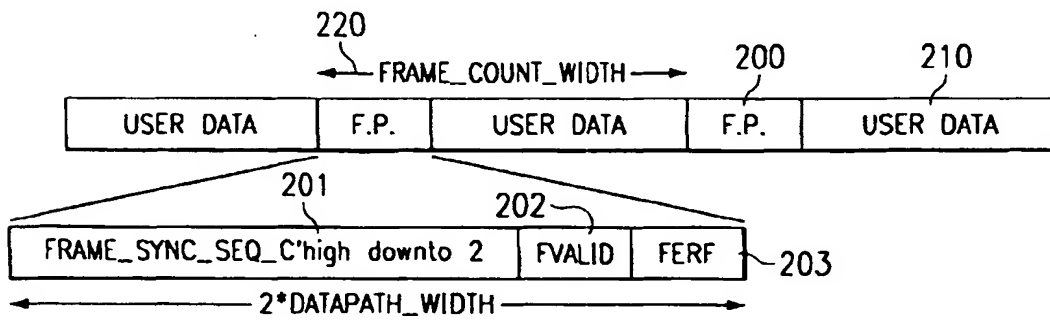 220
FRAME_COUNT_WIDTH
200
210
USER DATA F.P. USER DATA F.P. USER DATA
201
202
FRAME_SYNC_SEQ_C'high downto 2 FVALID FERF 203
2*DATAPATH_WIDTH